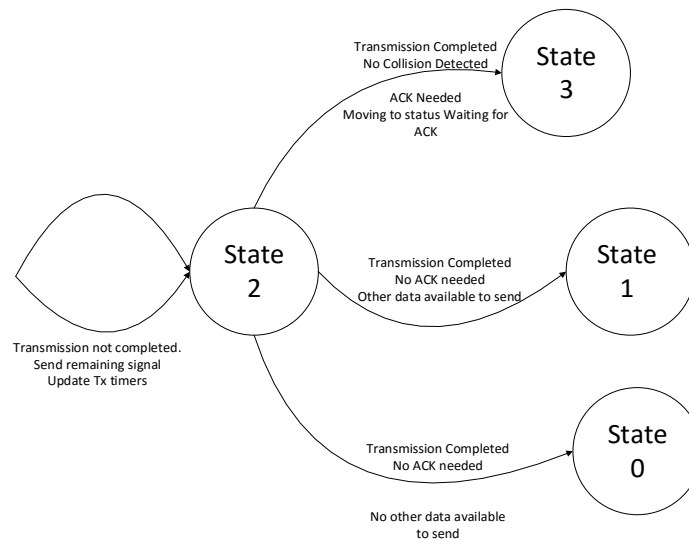 Transmission Completed
No Collision Detected
State
3
ACK Needed
Moving to status Waiting for
ACK
State
2
Transmission Completed
No ACK needed
Other data available to send
State
1
Transmission not completed.
Send remaining signal
Update Tx timers
Transmission Completed
No ACK needed
State
0
No other data available
to send